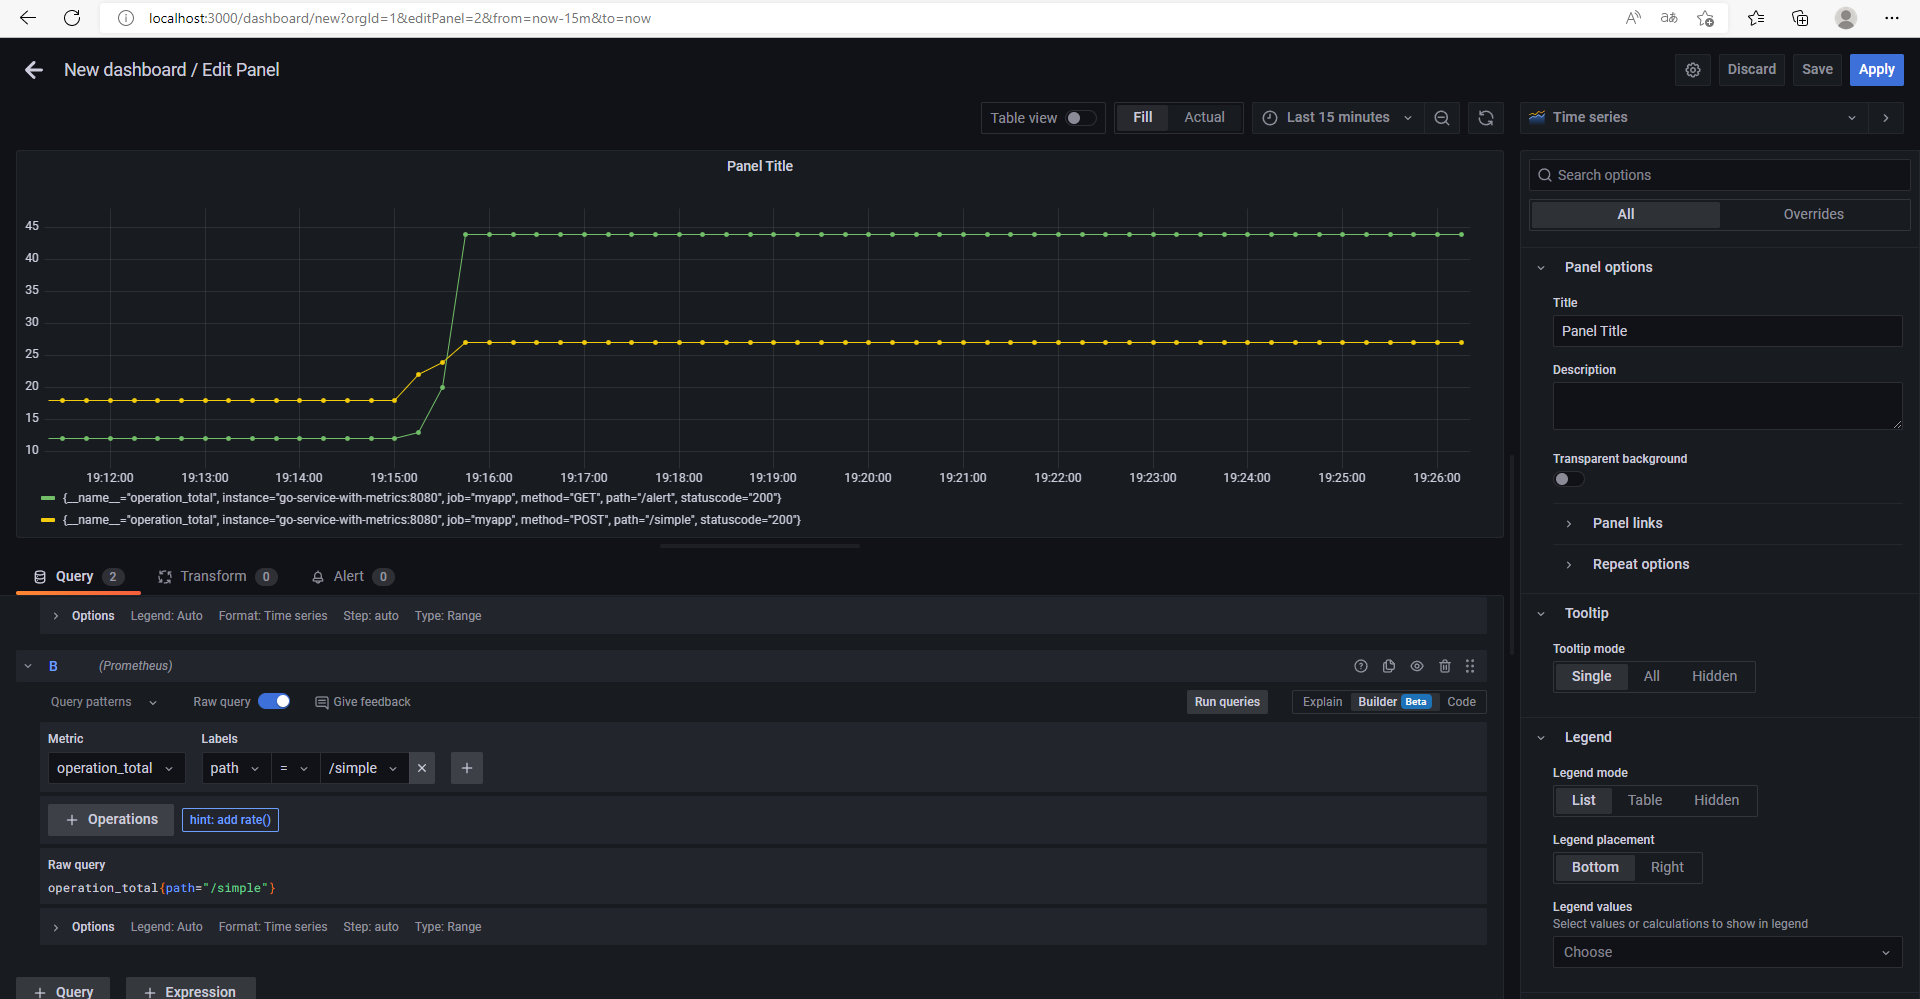 localhost:3000/dashboard/new?orgId=1&editPanel=2&from=now-15m&to=now
New dashboard / Edit Panel
Discard
Save
Apply
Table view
Fill
Actual
Last 15 minutes
Time series
Panel Title
45
40
35
30
25
20
15
10
19:12:00
19:13:00
19:14:00
19:15:00
19:16:00
19:17:00
19:18:00
19:19:00
19:20:00
19:21:00
19:22:00
19:23:00
19:24:00
19:25:00
19:26:00
{__name__="operation_total", instance="go-service-with-metrics:8080", job="myapp", method="GET", path="/alert", statuscode="200"}
{__name__="operation_total", instance="go-service-with-metrics:8080", job="myapp", method="POST", path="/simple", statuscode="200"}
Query 2
Transform 0
Alert 0
Options Legend: Auto Format: Time series Step: auto Type: Range
B (Prometheus)
Query patterns
Raw query
Give feedback
Run queries
Explain
Builder Beta
Code
Metric
Labels
operation_total
path
=
/simple
+ Operations
hint: add rate()
Raw query
operation_total{path="/simple"}
Options Legend: Auto Format: Time series Step: auto Type: Range
+ Query
+ Expression
Search options
All
Overrides
Panel options
Title
Panel Title
Description
Transparent background
Panel links
Repeat options
Tooltip
Tooltip mode
Single
All
Hidden
Legend
Legend mode
List
Table
Hidden
Legend placement
Bottom
Right
Legend values
Select values or calculations to show in legend
Choose